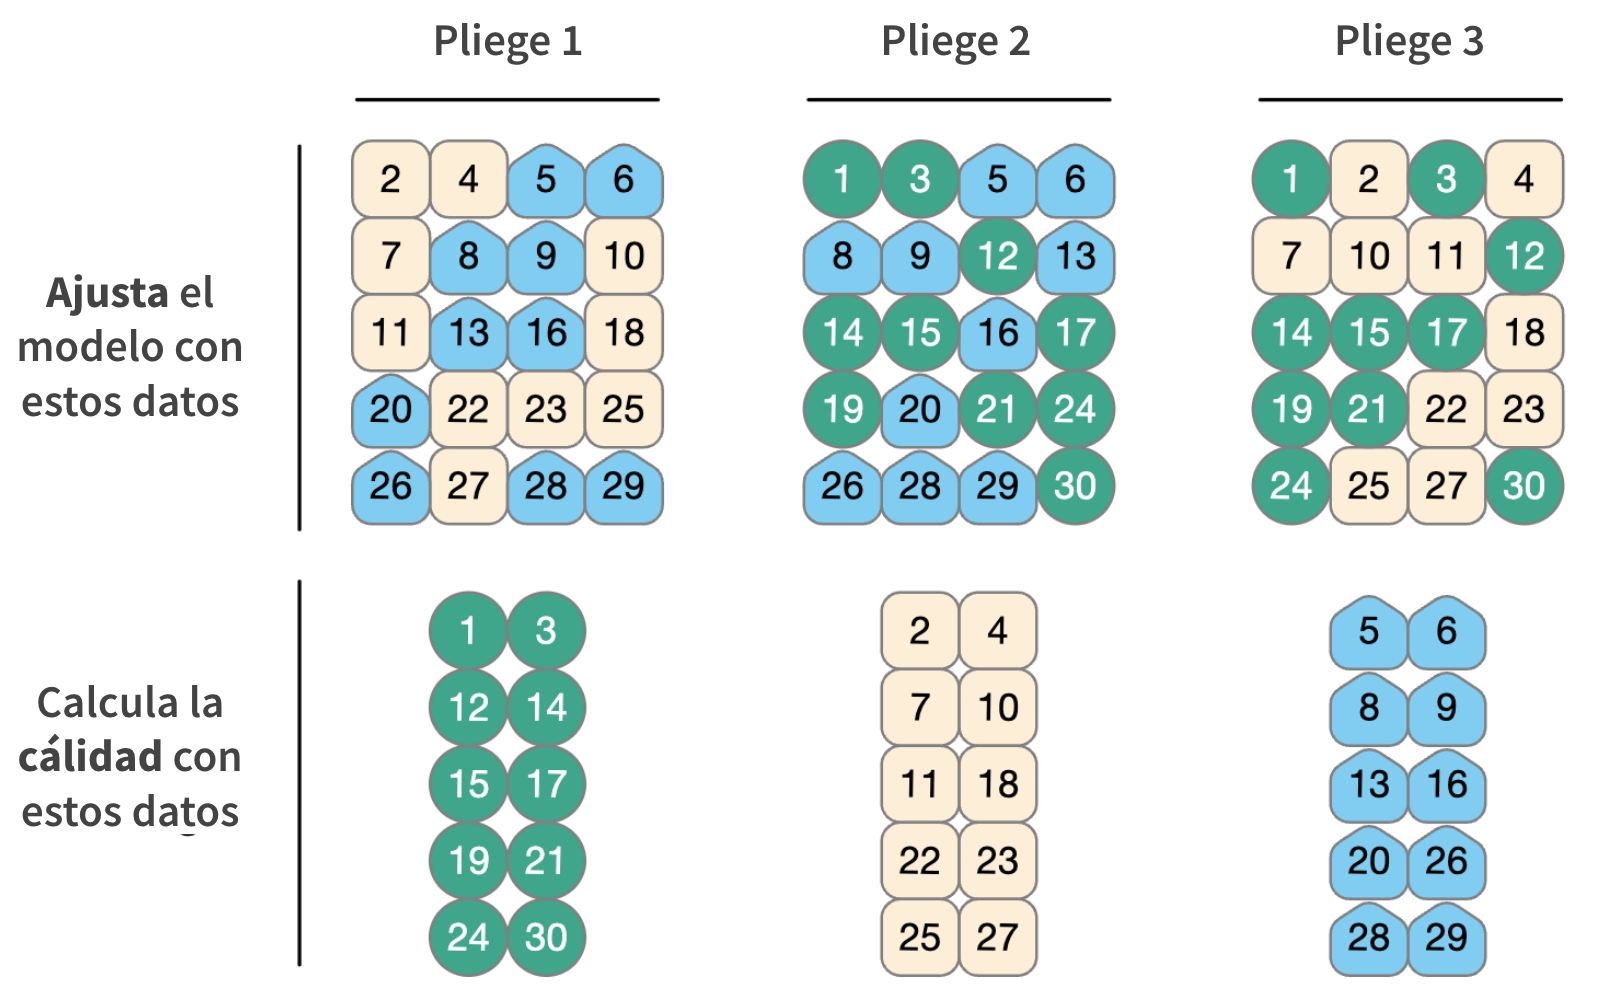 Pliege 1 Pliege 2 Pliege 3
Ajusta el
modelo con
estos datos
2 4 5 6
7 8 9 10
11 13 16 18
20 22 23 25
26 27 28 29
1 3 5 6
8 9 12 13
14 15 16 17
19 20 21 24
26 28 29 30
1 2 3 4
7 10 11 12
14 15 17 18
19 21 22 23
24 25 27 30
Calcula la
cálidad con
estos datos
1 3
12 14
15 17
19 21
24 30
2 4
7 10
11 18
22 23
25 27
5 6
8 9
13 16
20 26
28 29